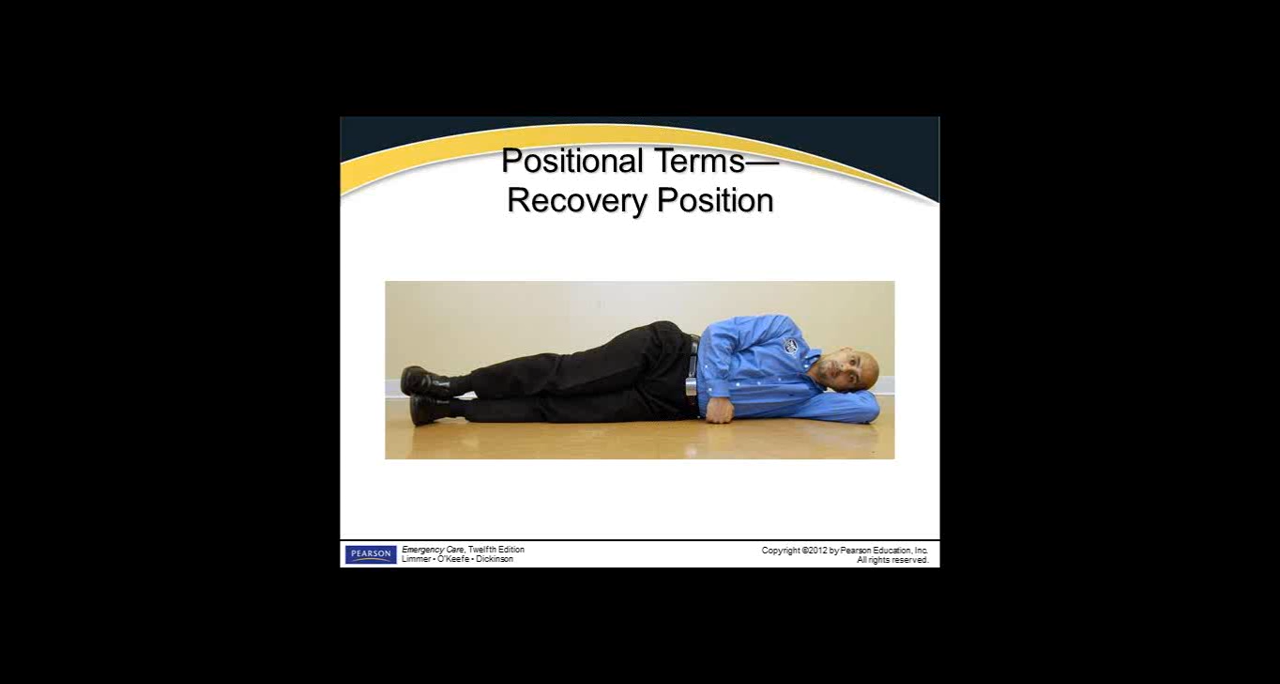 Positional Terms—
Recovery Position
PEARSON
Emergency Care, Twelfth Edition
Limmer • O'Keefe • Dickinson
Copyright ©2012 by Pearson Education, Inc.
All rights reserved.